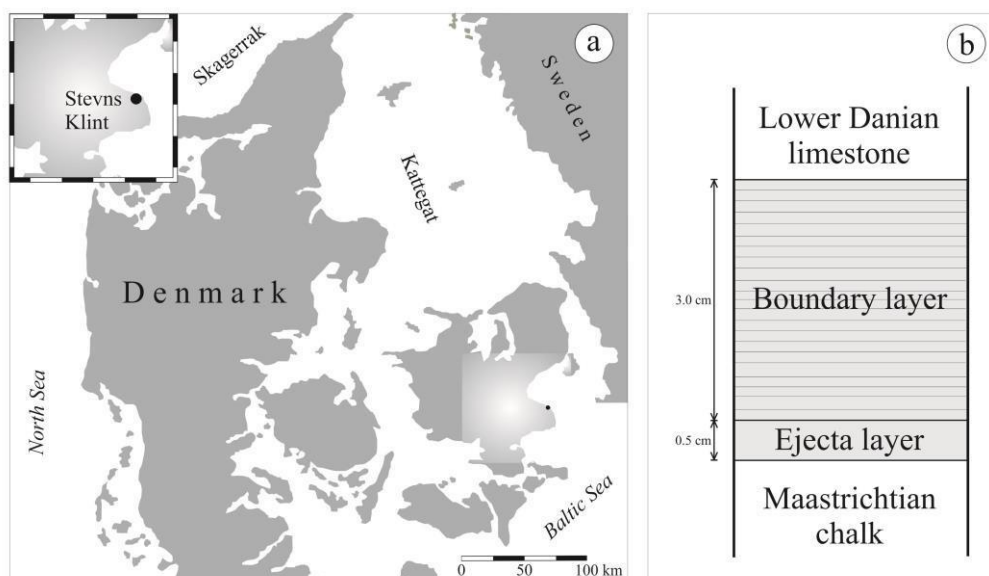 Stevns
Klint
Skagerrak
a
Sweden
Kattegat
Denmark
North Sea
Baltic Sea
0 50 100 km
b
Lower Danian
limestone
3.0 cm
Boundary layer
0.5 cm
Ejecta layer
Maastrichtian
chalk